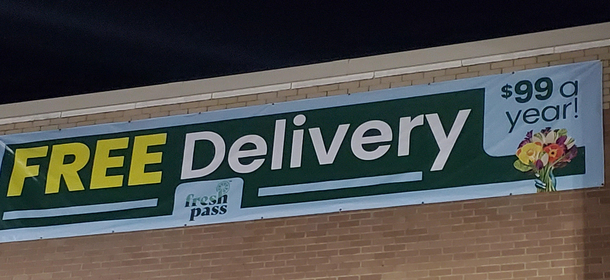 FREE Delivery
fresh
pass
$99 a
year!